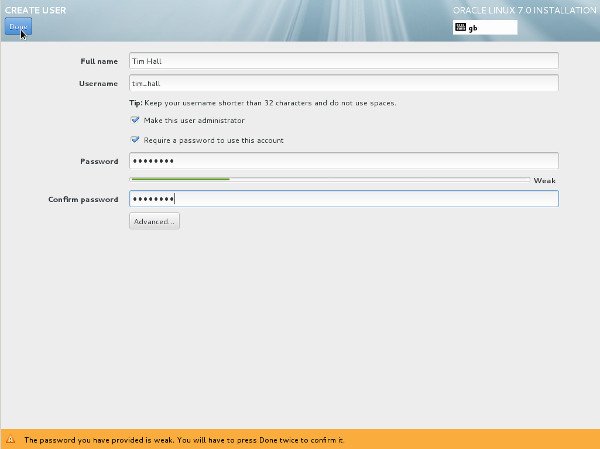 CREATE USER
ORACLE LINUX 7.0 INSTALLATION
Done
gb
Full name
Tim Hall
Username
tim_hall
Tip: Keep your username shorter than 32 characters and do not use spaces.
Make this user administrator
Require a password to use this account
Password
••••••••
Weak
Confirm password
••••••••
Advanced...
The password you have provided is weak. You will have to press Done twice to confirm it.